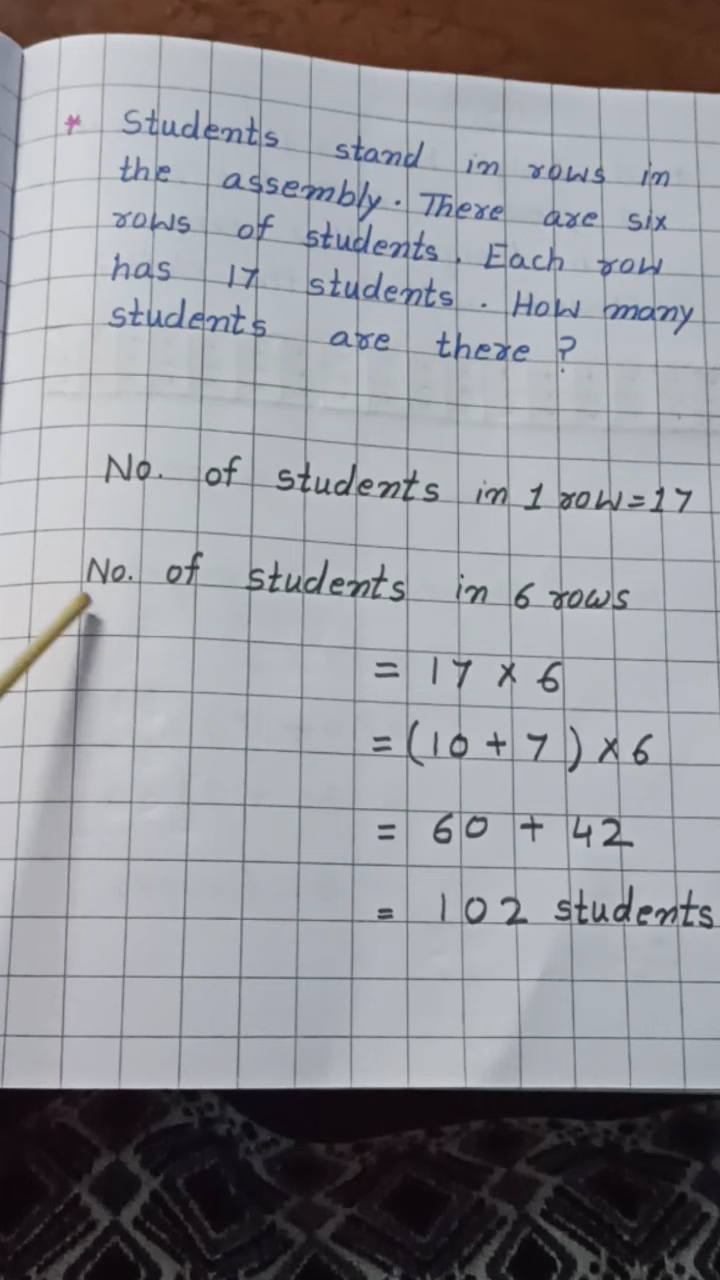 * Students stand in rows in
the assembly. There are six
rows of students. Each row
has 17 students. How many
students are there ?
No. of students in 1 row = 17
No. of students in 6 rows
= 17 × 6
= (10 + 7) × 6
= 60 + 42
= 102 students